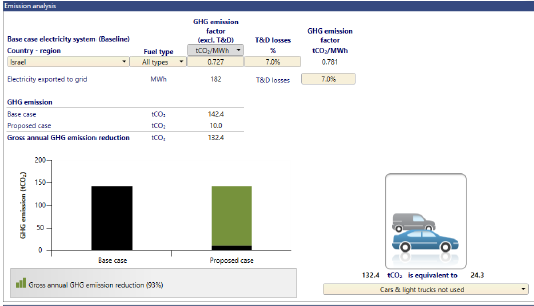 Emission analysis
GHG emission
factor
(excl. T&D)
T&D losses
GHG emission
factor
Base case electricity system (Baseline)
Country - region
Fuel type
tCO₂/MWh
%
tCO₂/MWh
Israel
All types
0.727
7.0%
0.781
Electricity exported to grid
MWh
182
T&D losses
7.0%
GHG emission
Base case
tCO₂
142.4
Proposed case
tCO₂
10.0
Gross annual GHG emission reduction
tCO₂
132.4
GHG emission (tCO₂)
200
150
100
50
0
Base case
Proposed case
Gross annual GHG emission reduction (93%)
132.4 tCO₂ is equivalent to 24.3
Cars & light trucks not used